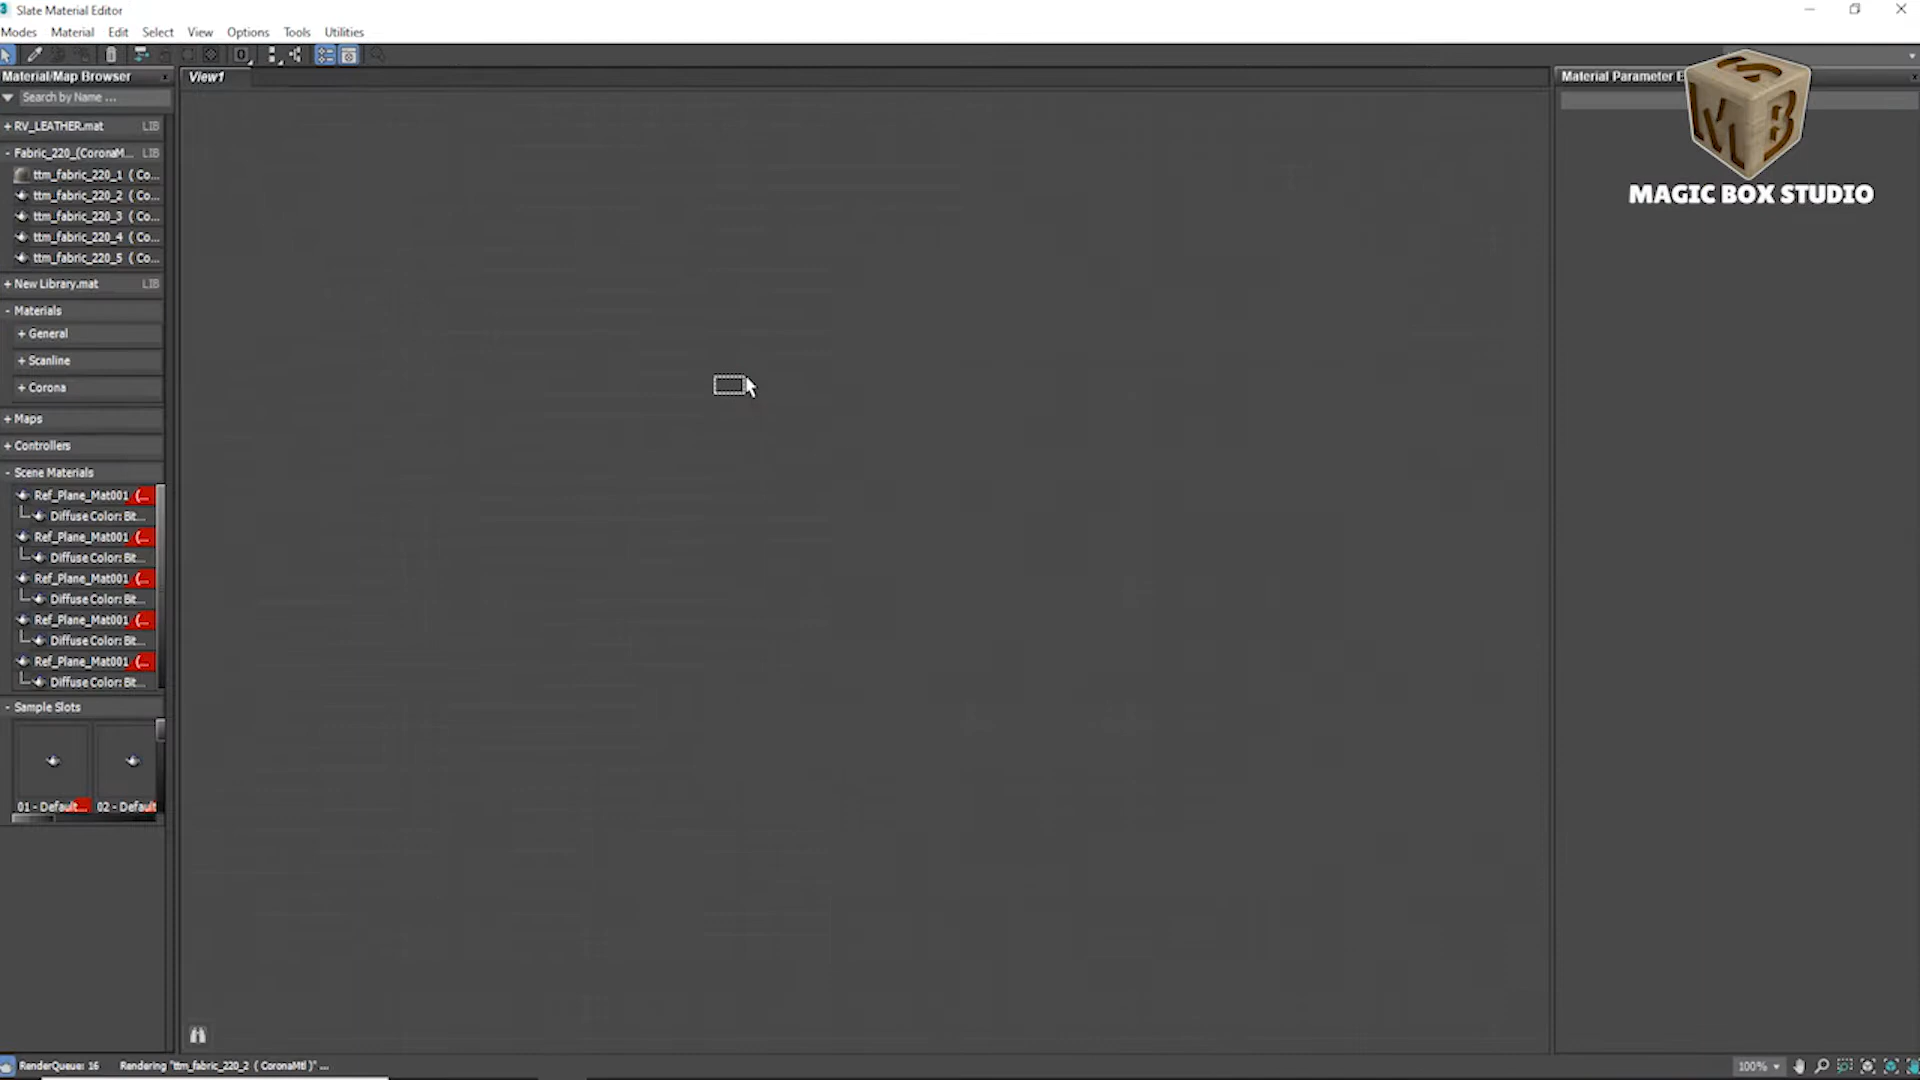 Slate Material Editor
Modes Material Edit Select View Options Tools Utilities
Material/Map Browser
View1
Search by Name ...
+ RV_LEATHER.mat LIB
- Fabric_220_(CoronaM... LIB
ttm_fabric_220_1 ( Co...
ttm_fabric_220_2 ( Co...
ttm_fabric_220_3 ( Co...
ttm_fabric_220_4 ( Co...
ttm_fabric_220_5 ( Co...
+ New Library.mat LIB
- Materials
+ General
+ Scanline
+ Corona
+ Maps
+ Controllers
- Scene Materials
Ref_Plane_Mat001 (...
Diffuse Color: Bit...
Ref_Plane_Mat001 (...
Diffuse Color: Bit...
Ref_Plane_Mat001 (...
Diffuse Color: Bit...
Ref_Plane_Mat001 (...
Diffuse Color: Bit...
Ref_Plane_Mat001 (...
Diffuse Color: Bit...
- Sample Slots
01 - Default... 02 - Default
RenderQueue: 16 Rendering "ttm_fabric_220_2 ( CoronaMtl )" ...
Material Parameter E
S
M B
MAGIC BOX STUDIO
100%